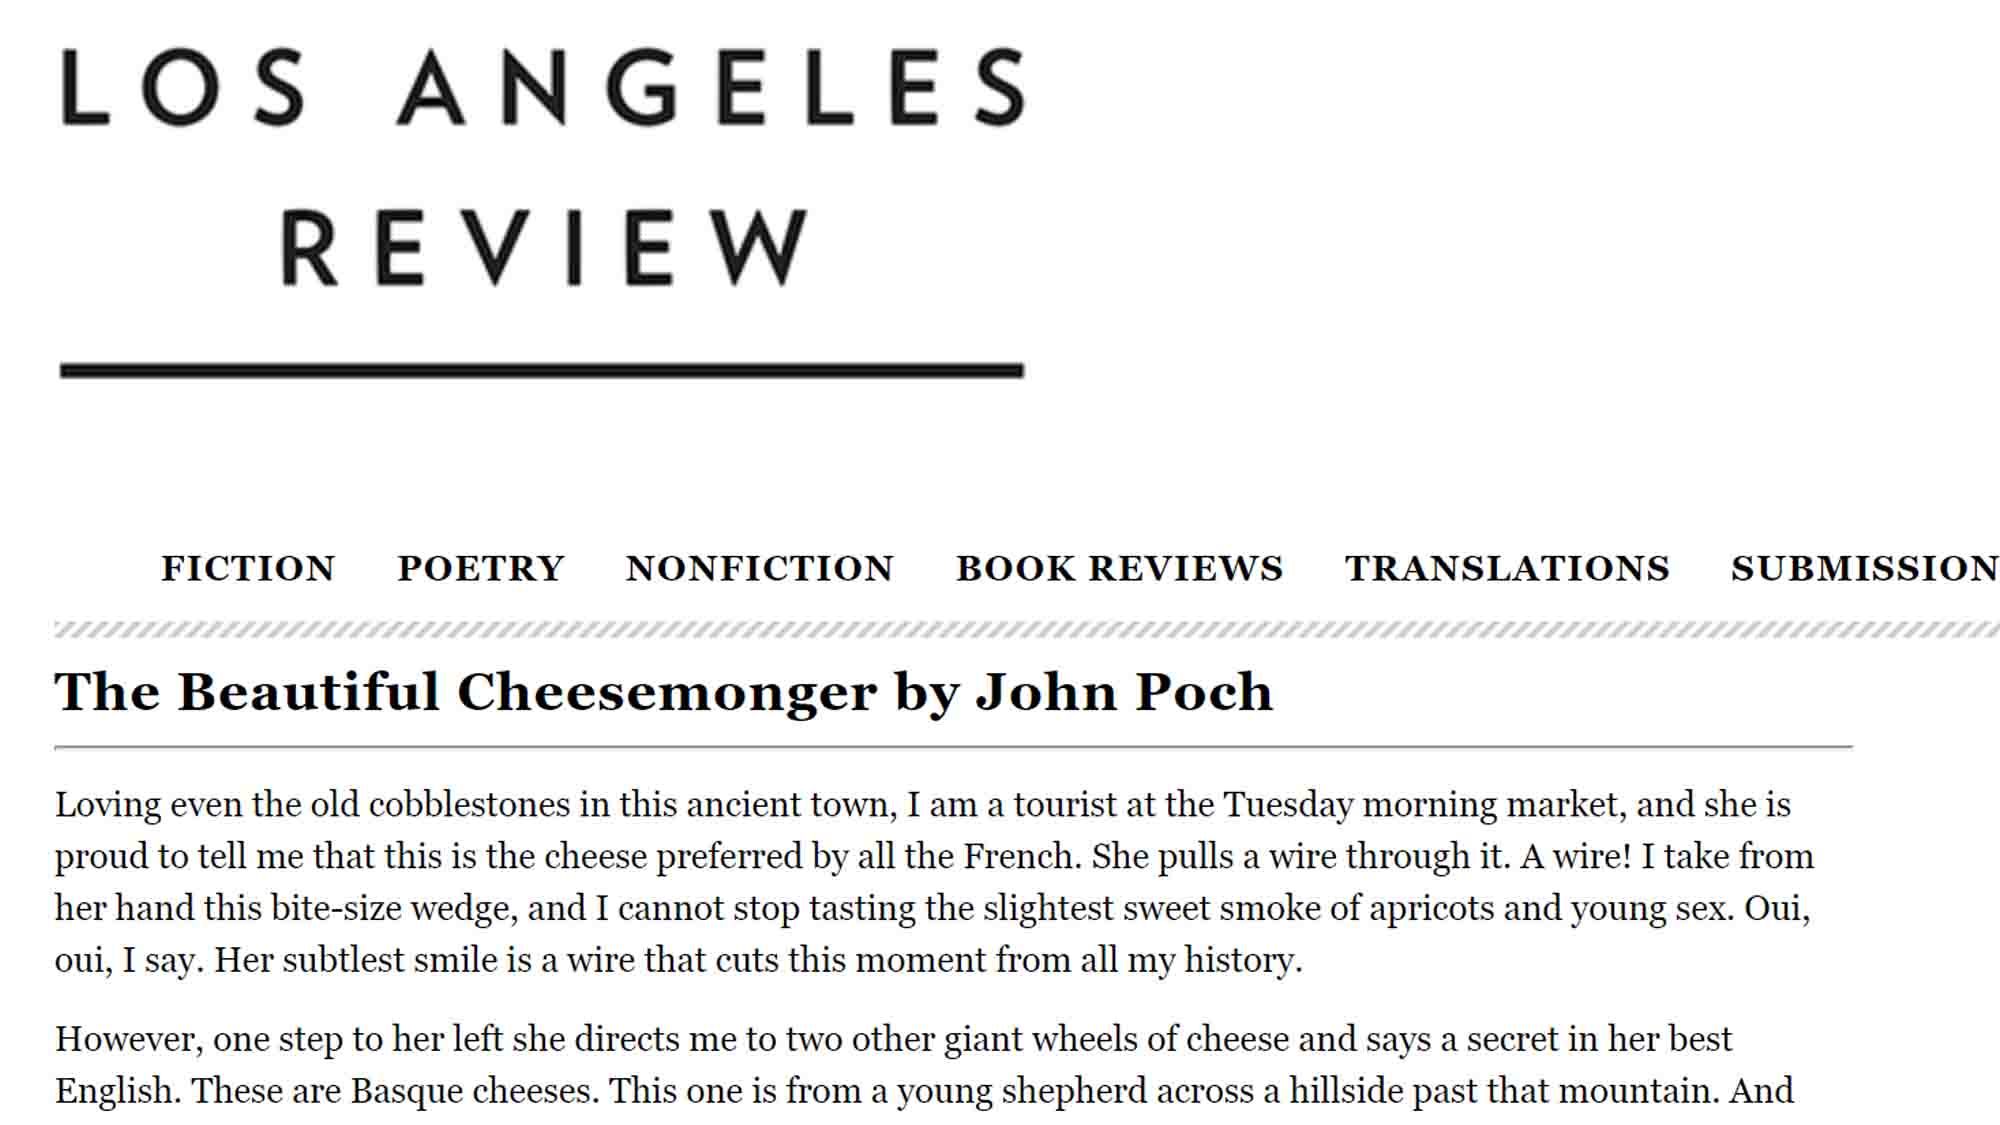 LOS ANGELES
REVIEW
FICTION POETRY NONFICTION BOOK REVIEWS TRANSLATIONS SUBMISSION
The Beautiful Cheesemonger by John Poch
Loving even the old cobblestones in this ancient town, I am a tourist at the Tuesday morning market, and she is
proud to tell me that this is the cheese preferred by all the French. She pulls a wire through it. A wire! I take from
her hand this bite-size wedge, and I cannot stop tasting the slightest sweet smoke of apricots and young sex. Oui,
oui, I say. Her subtlest smile is a wire that cuts this moment from all my history.
However, one step to her left she directs me to two other giant wheels of cheese and says a secret in her best
English. These are Basque cheeses. This one is from a young shepherd across a hillside past that mountain. And